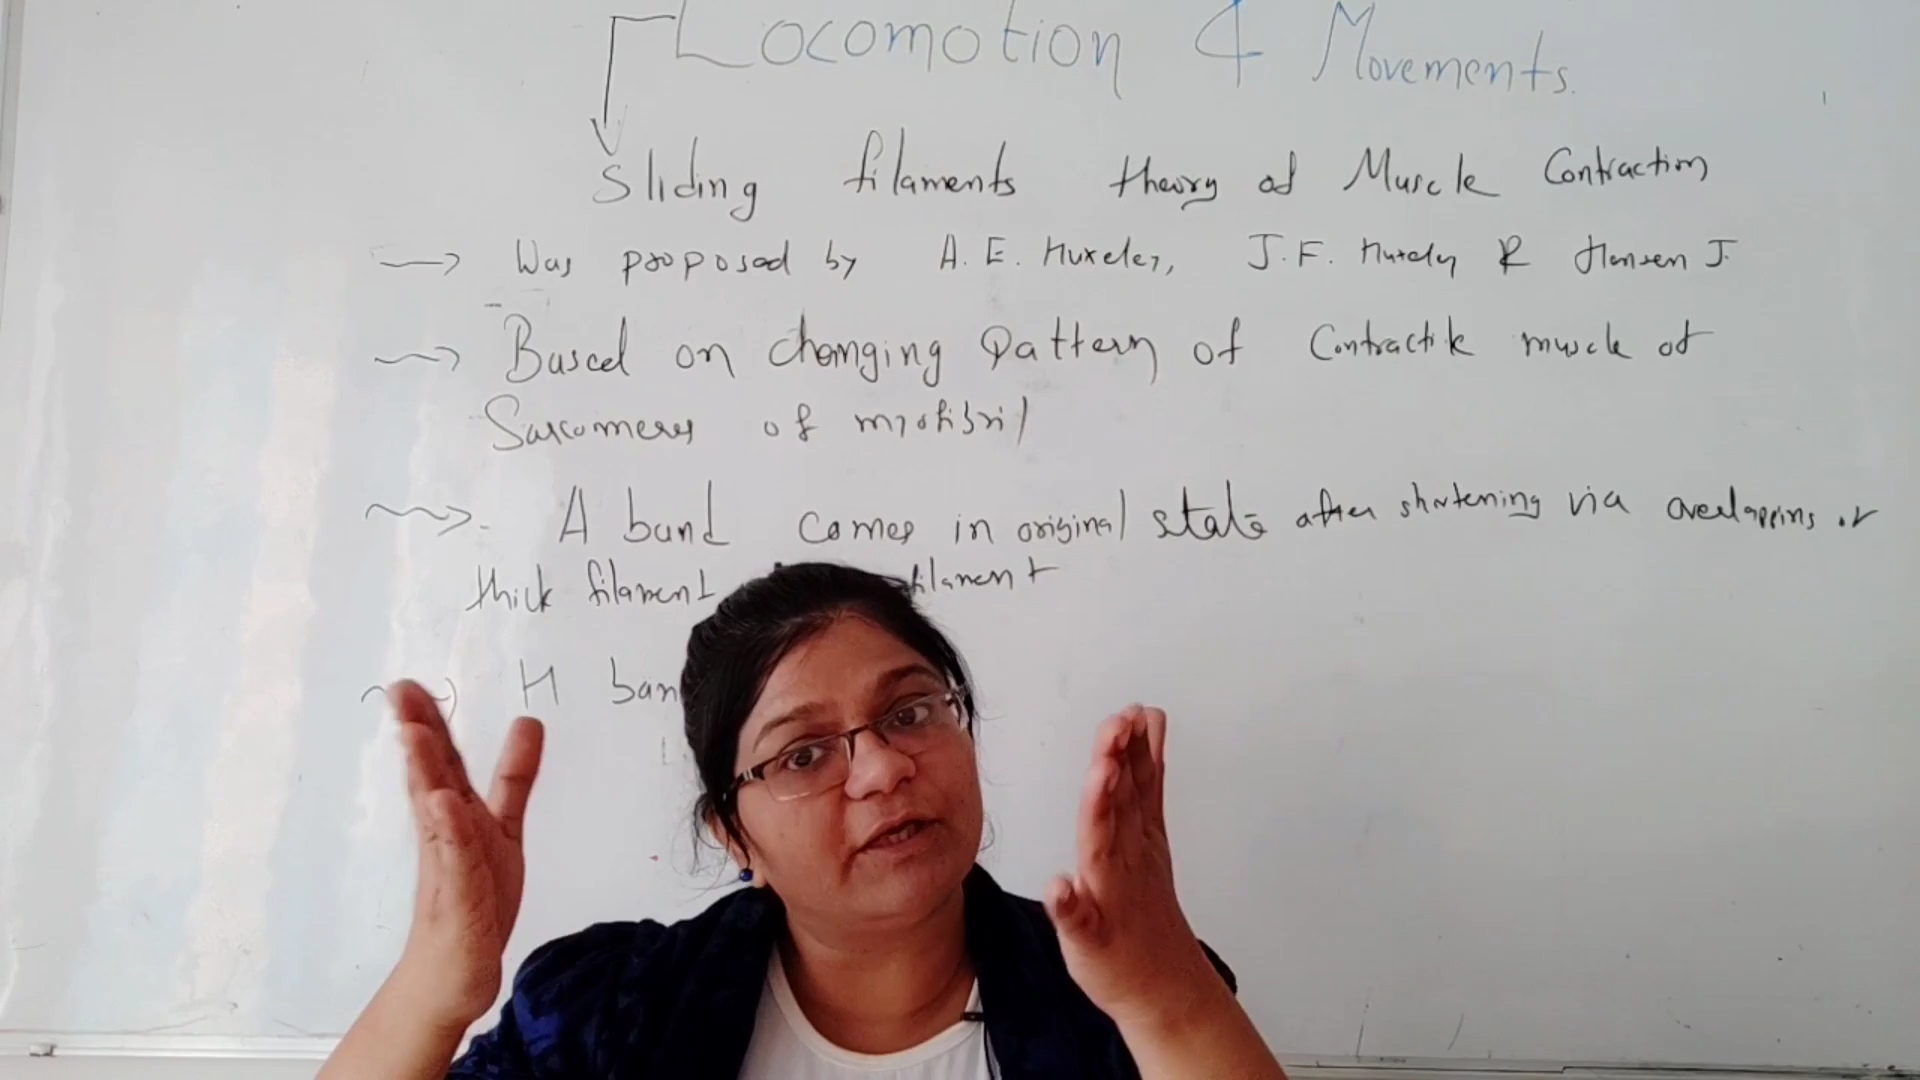 Locomotion & Movements.
Sliding filaments theory of Muscle Contraction
Was proposed by A. E. Huxeley, J. F. Huxely & Hansen J.
Based on changing Pattern of Contractile muscle of
Sarcomeres of myofibril
A band comes in original state after shortening via overlapping of
thick filament filament
H ban